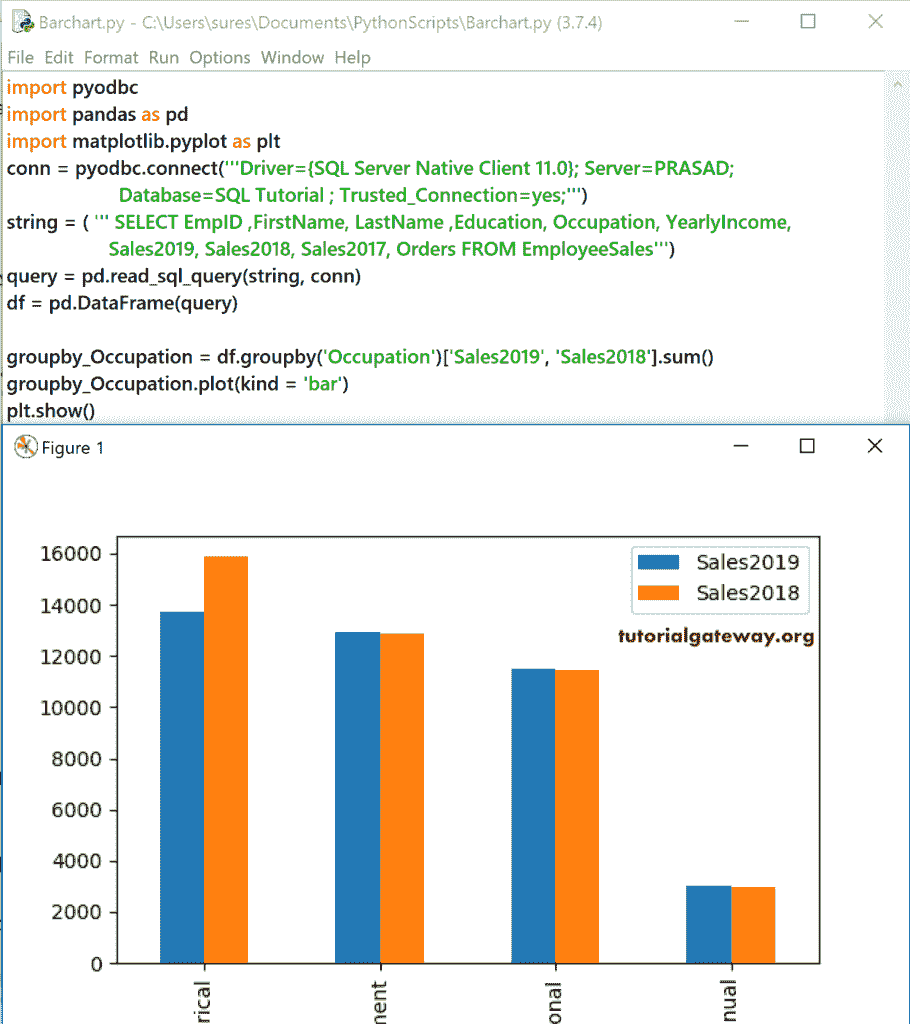 Barchart.py - C:\Users\sures\Documents\PythonScripts\Barchart.py (3.7.4)
File Edit Format Run Options Window Help
import pyodbc
import pandas as pd
import matplotlib.pyplot as plt
conn = pyodbc.connect('''Driver={SQL Server Native Client 11.0}; Server=PRASAD;
Database=SQL Tutorial ; Trusted_Connection=yes;''')
string = ( ''' SELECT EmpID ,FirstName, LastName ,Education, Occupation, YearlyIncome,
Sales2019, Sales2018, Sales2017, Orders FROM EmployeeSales''')
query = pd.read_sql_query(string, conn)
df = pd.DataFrame(query)
groupby_Occupation = df.groupby('Occupation')['Sales2019', 'Sales2018'].sum()
groupby_Occupation.plot(kind = 'bar')
plt.show()
Figure 1
Sales2019
Sales2018
tutorialgateway.org
16000
14000
12000
10000
8000
6000
4000
2000
0
rical
ment
onal
nual